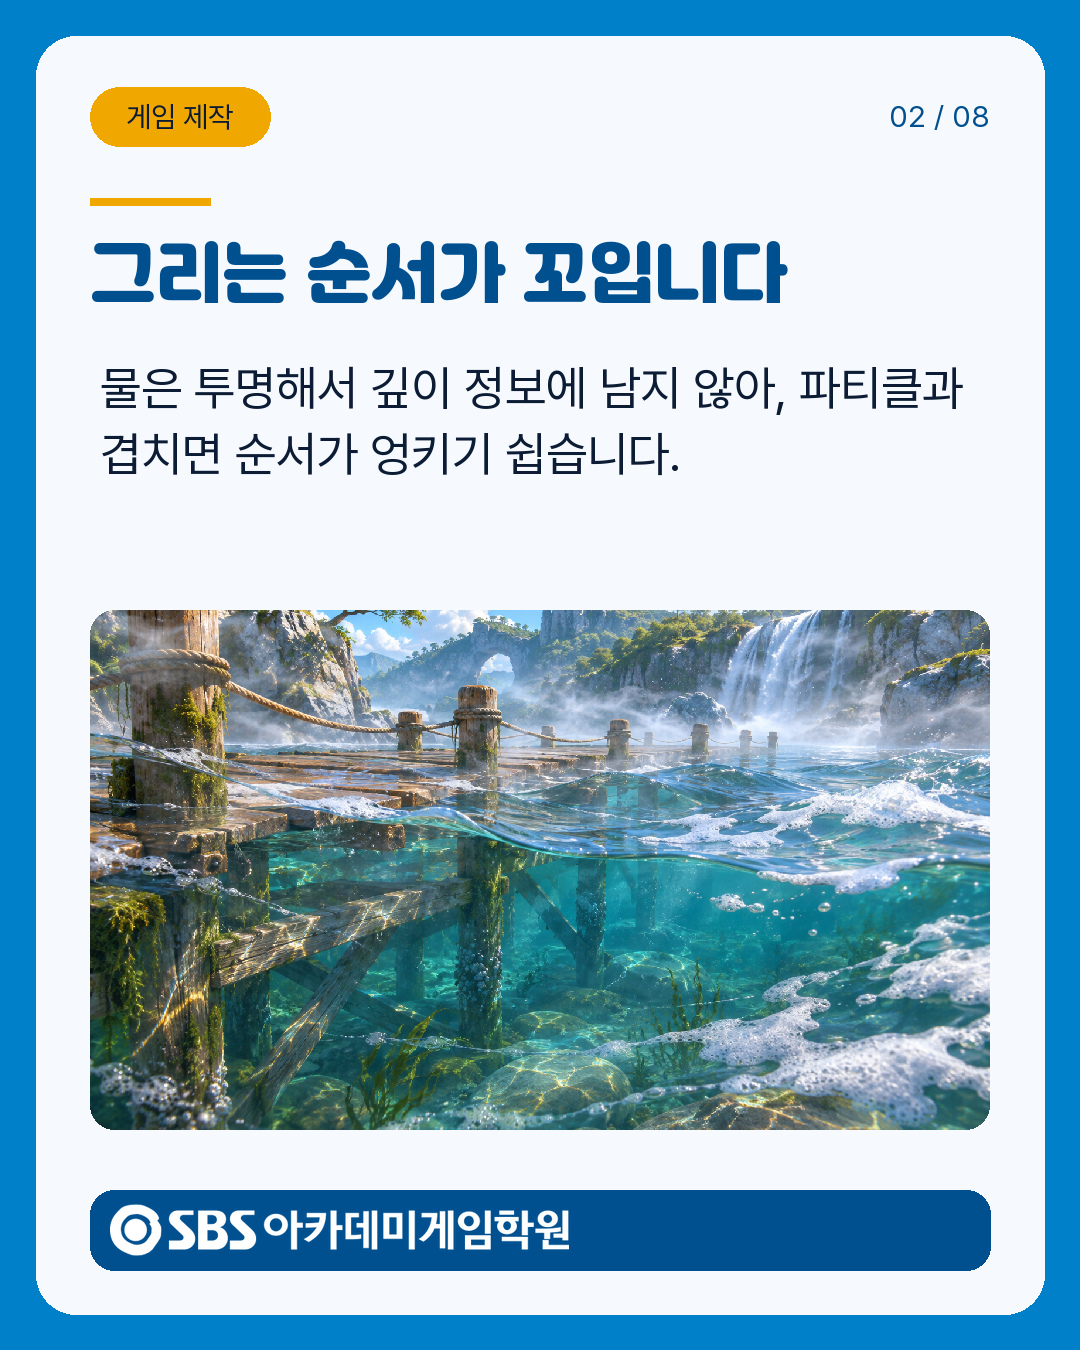 게임 제작
02 / 08
그리는 순서가 꼬입니다
물은 투명해서 깊이 정보에 남지 않아, 파티클과
겹치면 순서가 엉키기 쉽습니다.
SBS 아카데미게임학원